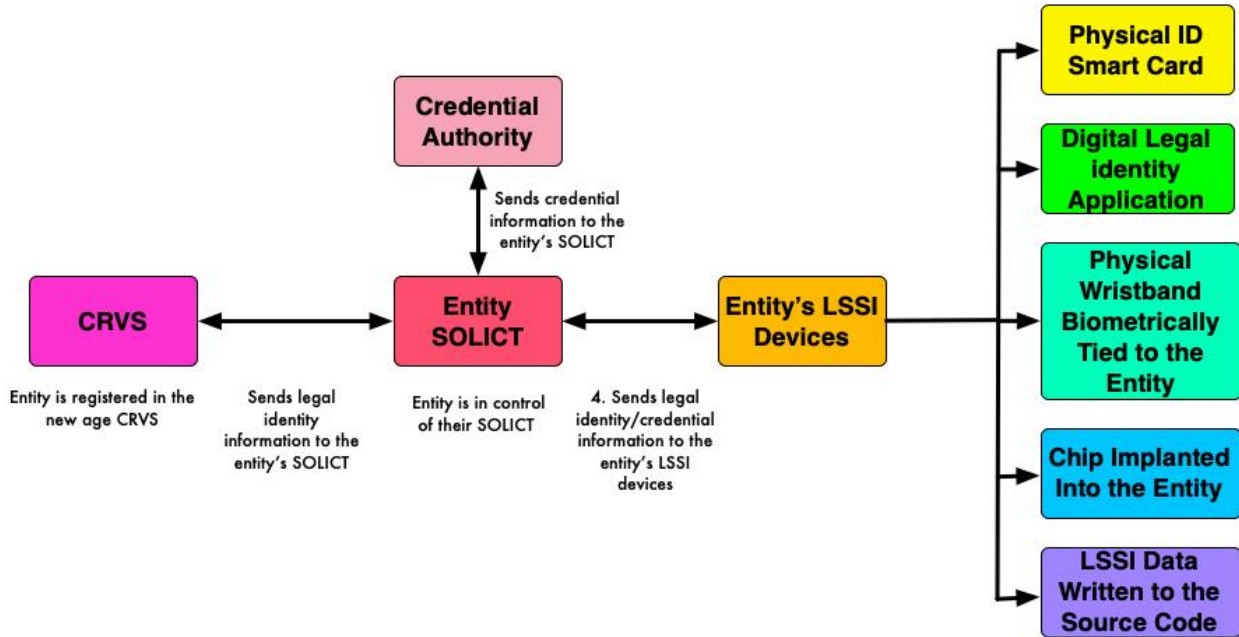 Physical ID
Smart Card
Credential
Authority
Digital Legal
identity
Application
Sends credential
information to the
entity's SOLICT
Physical
Wristband
Biometrically
Tied to the
Entity
CRVS
Entity
SOLICT
Entity's LSSI
Devices
Entity is registered in the
new age CRVS
Sends legal
identity
information to the
entity's SOLICT
Entity is in control
of their SOLICT
4. Sends legal
identity/credential
information to the
entity's LSSI
devices
Chip Implanted
Into the Entity
LSSI Data
Written to the
Source Code